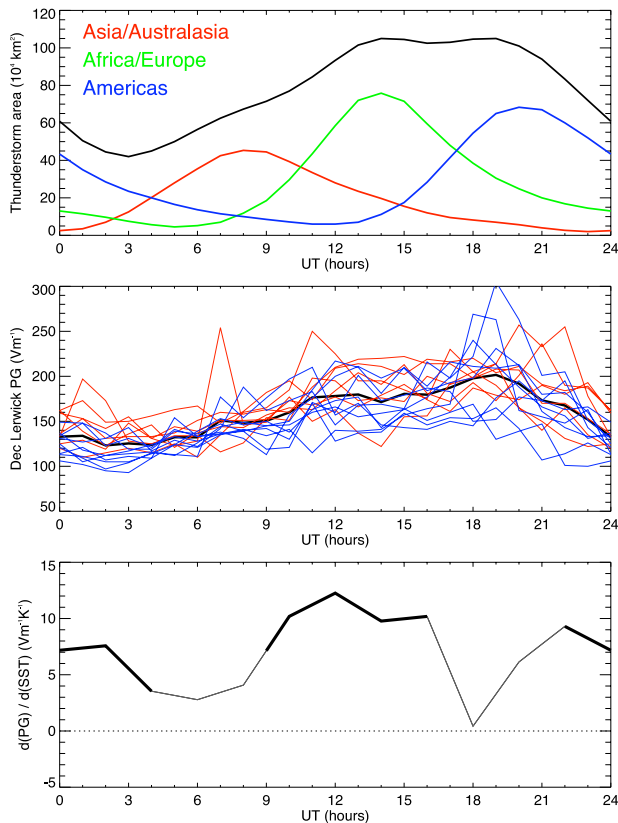 120
100
80
60
40
20
0
Thunderstorm area (10⁴ km²)
Asia/Australasia
Africa/Europe
Americas
0 3 6 9 12 15 18 21 24
UT (hours)
300
250
200
150
100
50
Dec Lerwick PG (Vm⁻¹)
0 3 6 9 12 15 18 21 24
UT (hours)
15
10
5
0
-5
d(PG) / d(SST) (Vm⁻¹K⁻¹)
0 3 6 9 12 15 18 21 24
UT (hours)